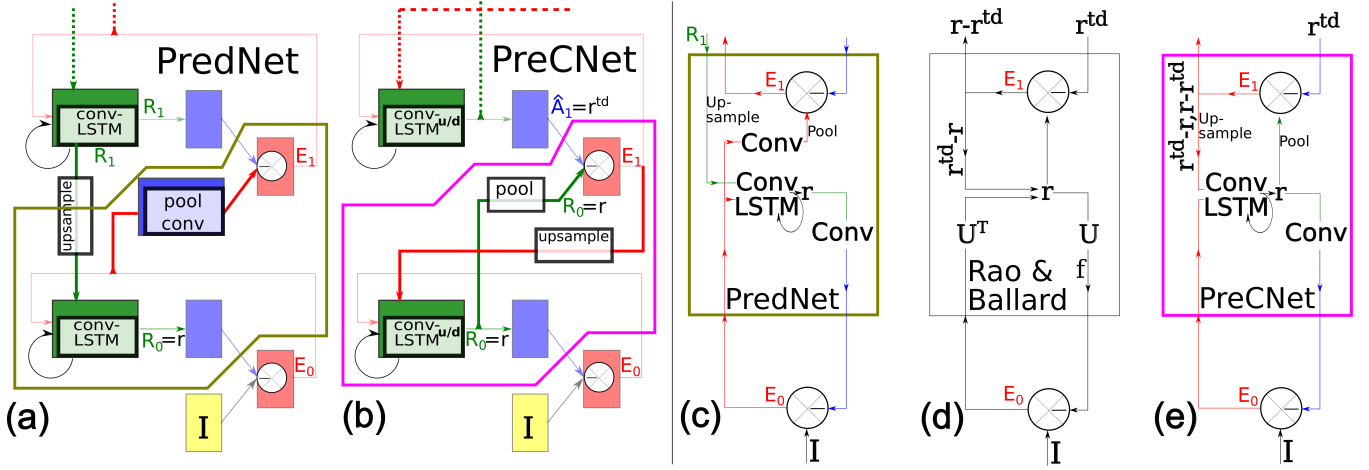 PredNet
conv-
LSTM
R1
R1
E1
upsample
pool
conv
conv-
LSTM
R0=r
E0
I
(a)
PreCNet
conv-
LSTMu/d
Â1=rtd
E1
pool
R0=r
upsample
conv-
LSTMu/d
R0=r
E0
I
(b)
R1
E1
Up-
sample
Pool
Conv
Conv
LSTM
r
Conv
PredNet
E0
I
(c)
r-rtd
rtd
E1
rtd-r
r
UT
U
f
Rao &
Ballard
E0
I
(d)
rtd
rtd-r,r-rtd
E1
Up-
sample
Pool
Conv
LSTM
r
Conv
PreCNet
E0
I
(e)